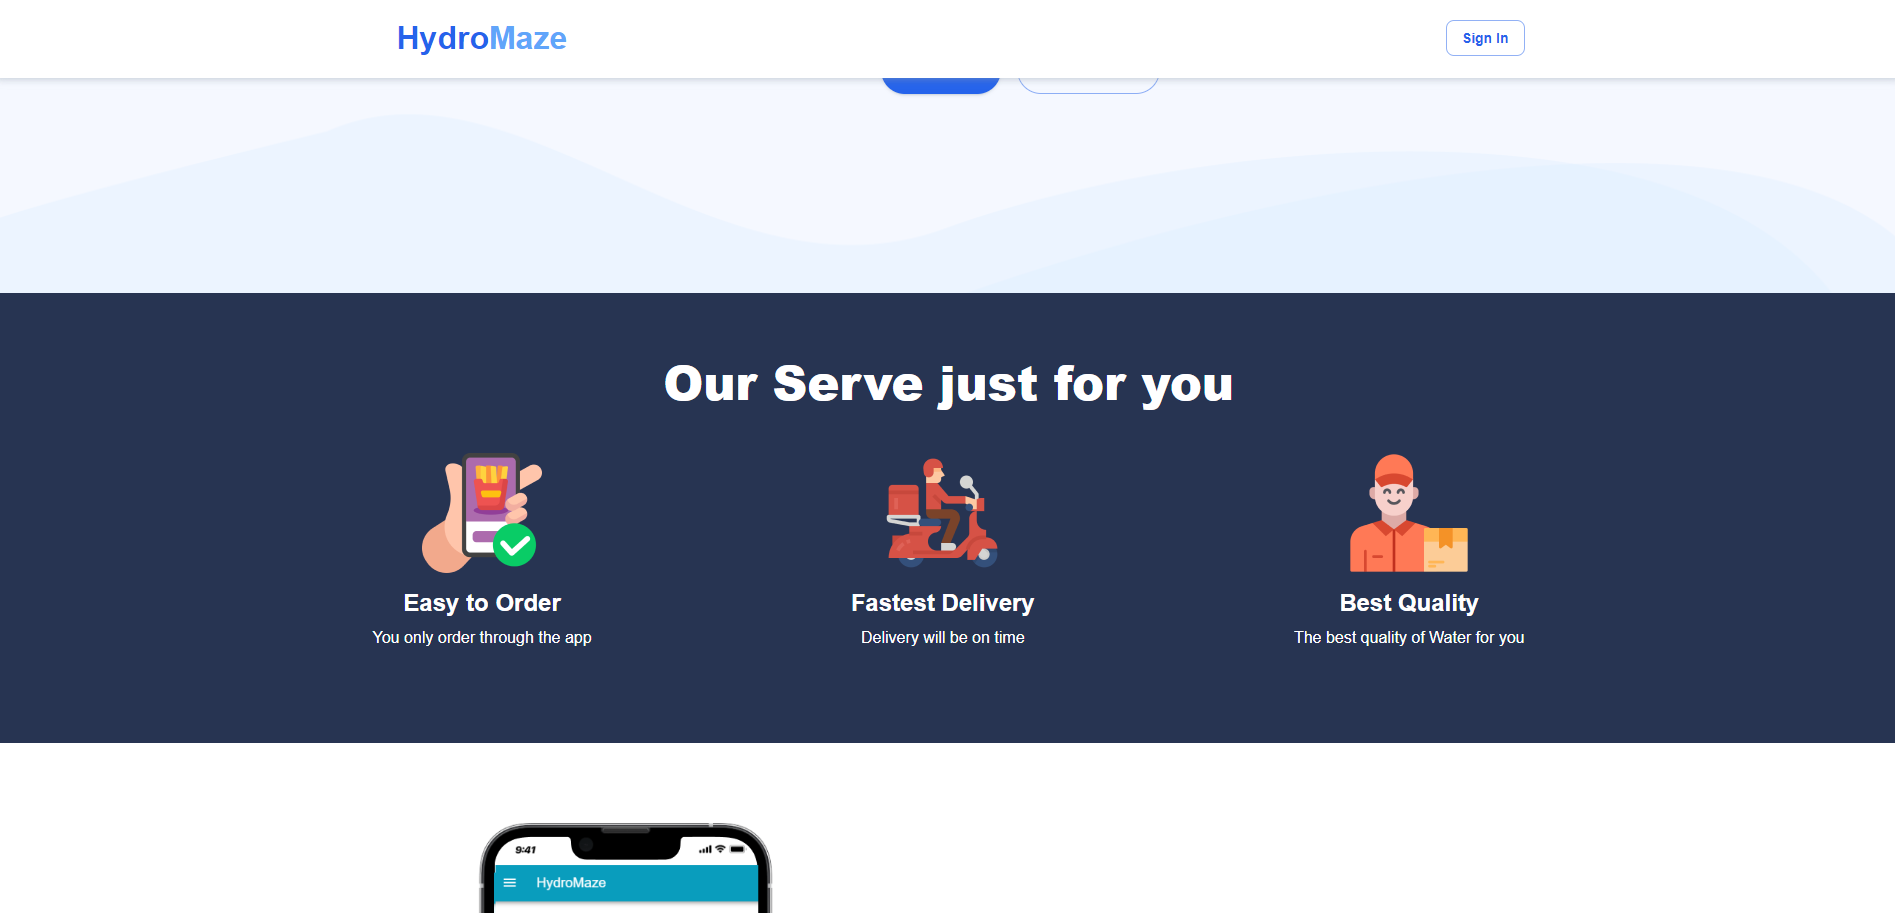 HydroMaze
Sign In
Our Serve just for you
Easy to Order
You only order through the app
Fastest Delivery
Delivery will be on time
Best Quality
The best quality of Water for you
9:41
HydroMaze